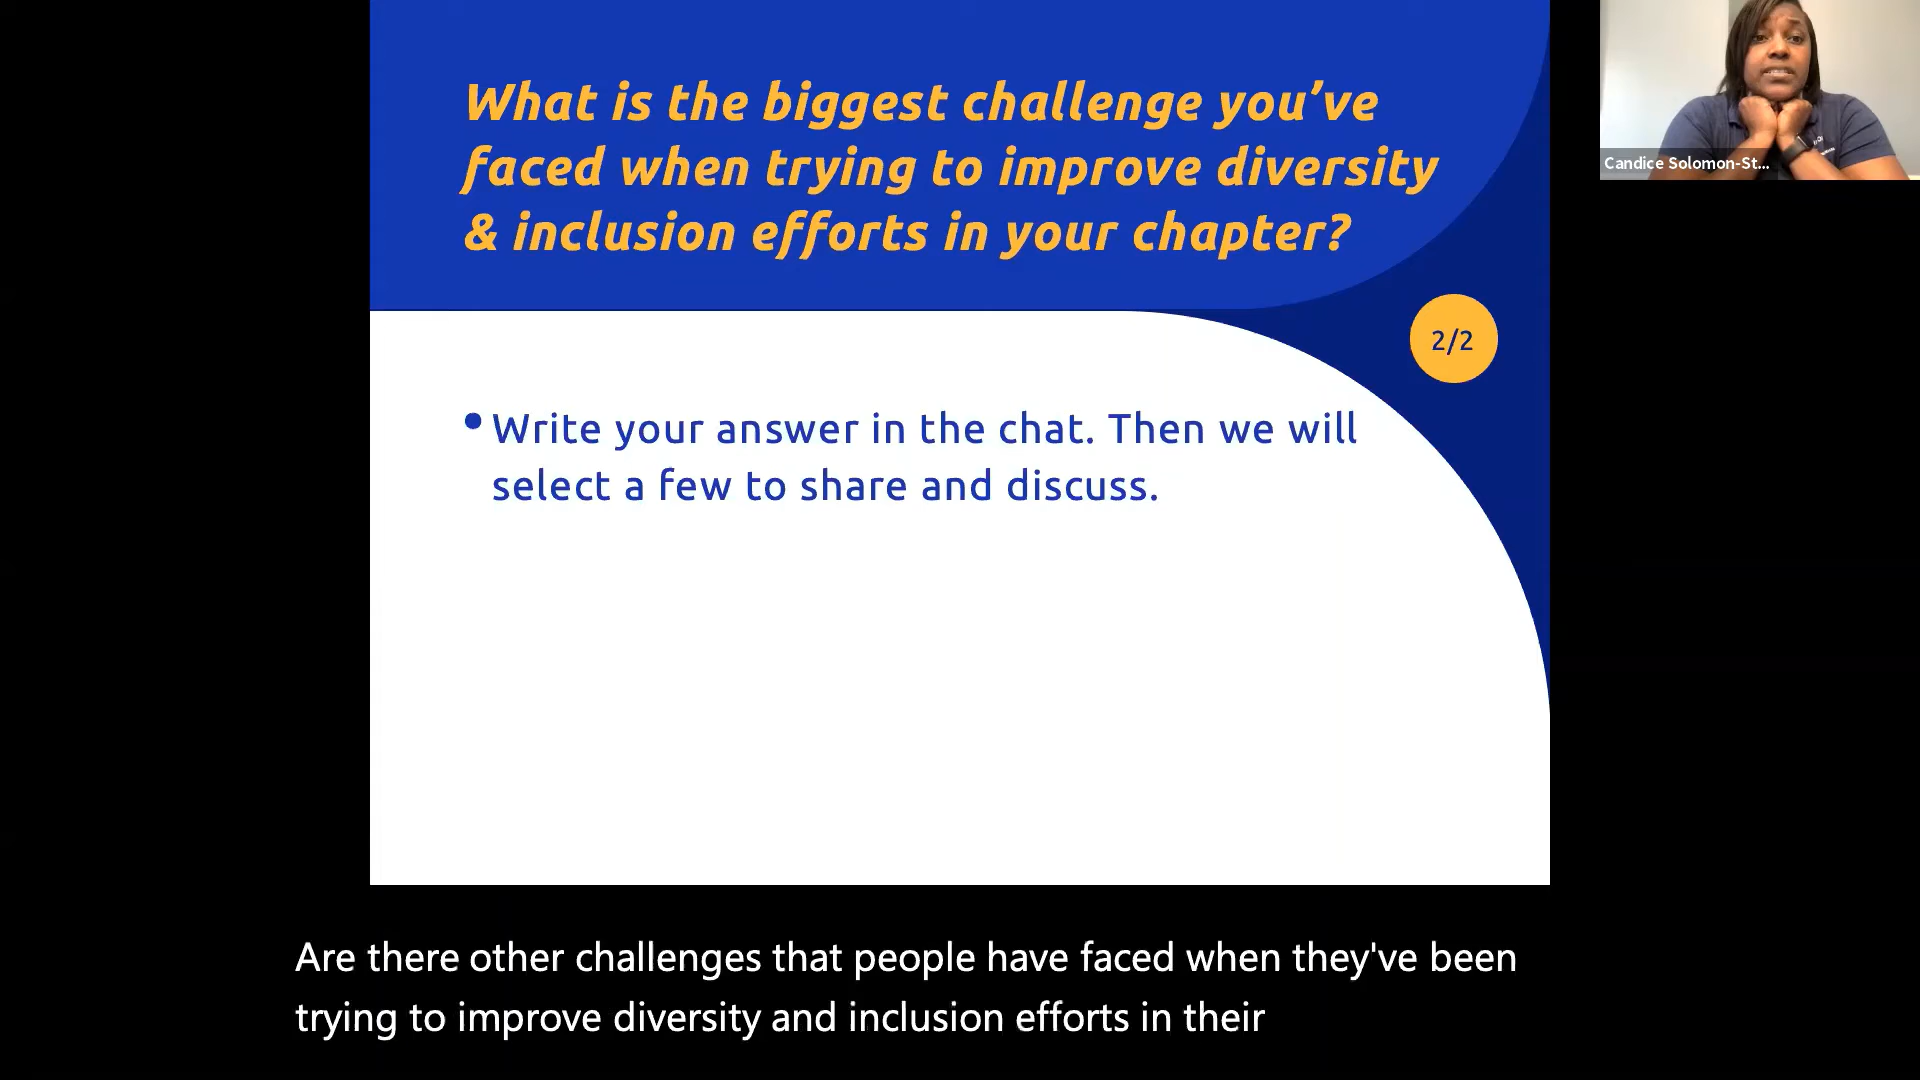 What is the biggest challenge you’ve
faced when trying to improve diversity
& inclusion efforts in your chapter?
2/2
• Write your answer in the chat. Then we will
select a few to share and discuss.
Candice Solomon-St...
Are there other challenges that people have faced when they've been
trying to improve diversity and inclusion efforts in their